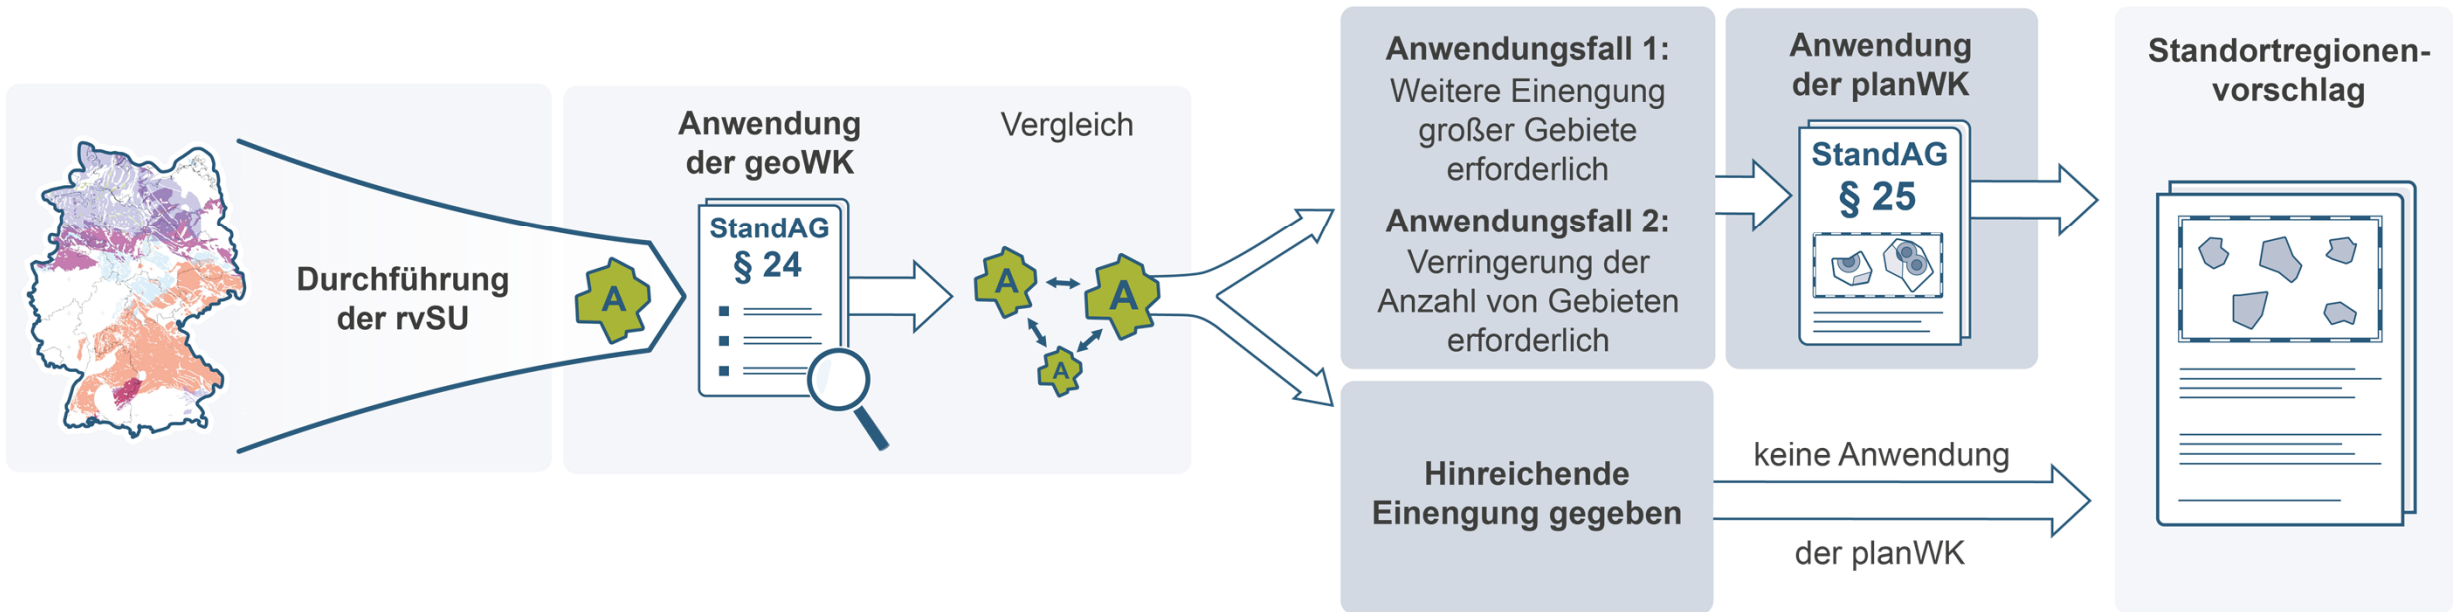 Durchführung
der rvSU
A
Anwendung
der geoWK
StandAG
§ 24
Vergleich
A
A
A
Anwendungsfall 1:
Weitere Einengung
großer Gebiete
erforderlich
Anwendungsfall 2:
Verringerung der
Anzahl von Gebieten
erforderlich
Anwendung
der planWK
StandAG
§ 25
Hinreichende
Einengung gegeben
keine Anwendung
der planWK
Standortregionen-
vorschlag